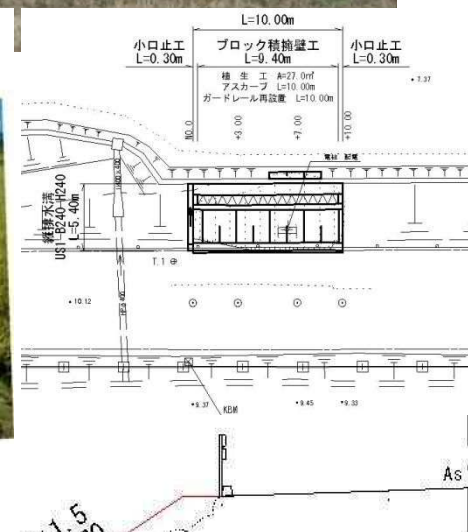 L=10.00m
小口止工 ブロック積擁壁工 小口止工
L=0.30m L=9.40m L=0.30m
植 生 工 A=27.0㎡
アスカーブ L=10.00m
ガードレール再設置 L=10.00m
7.37
NO.0
+3.00
+7.00
+10.00
縦排水溝
US1-B240-H240
L=5.40m
T.1
10.12
9.37
KBM
9.45
9.33
1.5
As